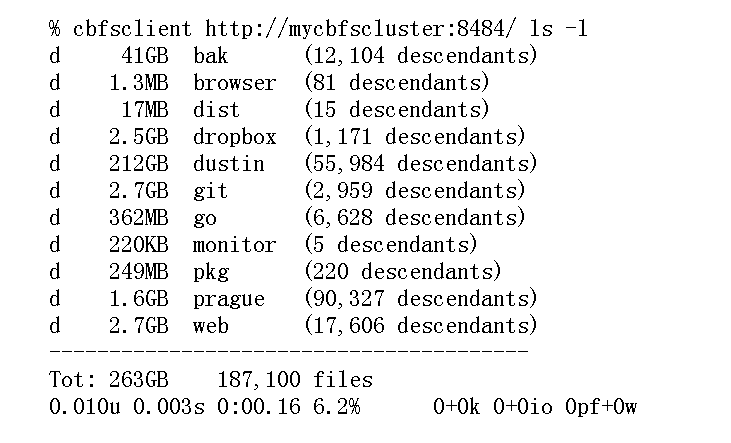 % cbfsclient http://mycbfscluster:8484/ ls -l
d     41GB  bak      (12,104 descendants)
d    1.3MB  browser  (81 descendants)
d     17MB  dist     (15 descendants)
d    2.5GB  dropbox  (1,171 descendants)
d    212GB  dustin   (55,984 descendants)
d    2.7GB  git      (2,959 descendants)
d    362MB  go       (6,628 descendants)
d    220KB  monitor  (5 descendants)
d    249MB  pkg      (220 descendants)
d    1.6GB  prague   (90,327 descendants)
d    2.7GB  web      (17,606 descendants)
----------------------------------------
Tot: 263GB    187,100 files
0.010u 0.003s 0:00.16 6.2%      0+0k 0+0io 0pf+0w